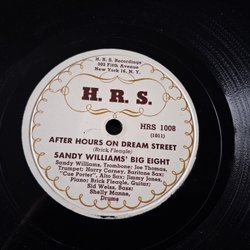 H. R. S. Recordings
303 Fifth Avenue
New York 16, N. Y.
H. R. S.
HRS 1008
(1011)
AFTER HOURS ON DREAM STREET
(Brick Fleagle)
SANDY WILLIAMS' BIG EIGHT
Sandy Williams, Trombone; Joe Thomas,
Trumpet; Harry Carney, Baritone Sax;
"Cue Porter", Alto Sax; Jimmy Jones,
Piano; Brick Fleagle, Guitar;
Sid Weiss, Bass;
Shelly Manne,
Drums